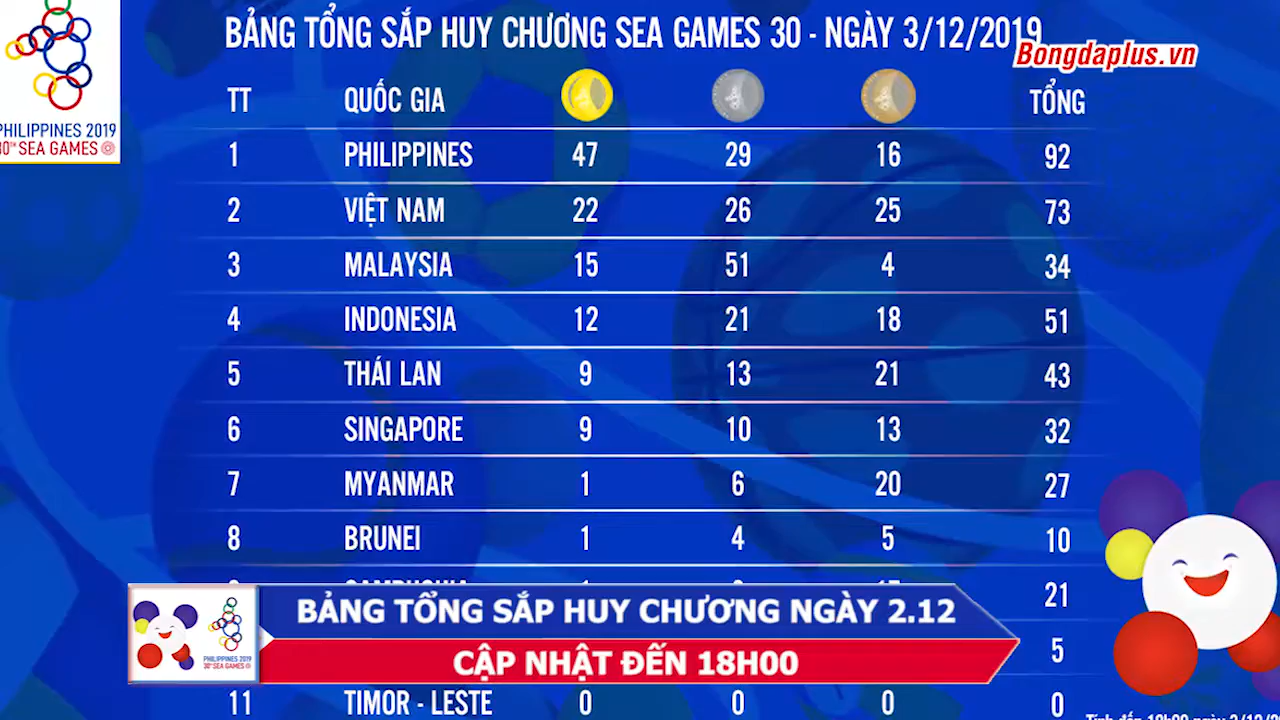 BẢNG TỔNG SẮP HUY CHƯƠNG SEA GAMES 30 - NGÀY 3/12/2019
Bongdaplus.vn
PHILIPPINES 2019
30TH SEA GAMES
TT QUỐC GIA TỔNG
1 PHILIPPINES 47 29 16 92
2 VIỆT NAM 22 26 25 73
3 MALAYSIA 15 51 4 34
4 INDONESIA 12 21 18 51
5 THÁI LAN 9 13 21 43
6 SINGAPORE 9 10 13 32
7 MYANMAR 1 6 20 27
8 BRUNEI 1 4 5 10
21
BẢNG TỔNG SẮP HUY CHƯƠNG NGÀY 2.12
PHILIPPINES 2019
30TH SEA GAMES
CẬP NHẬT ĐẾN 18H00
5
11 TIMOR - LESTE 0 0 0 0